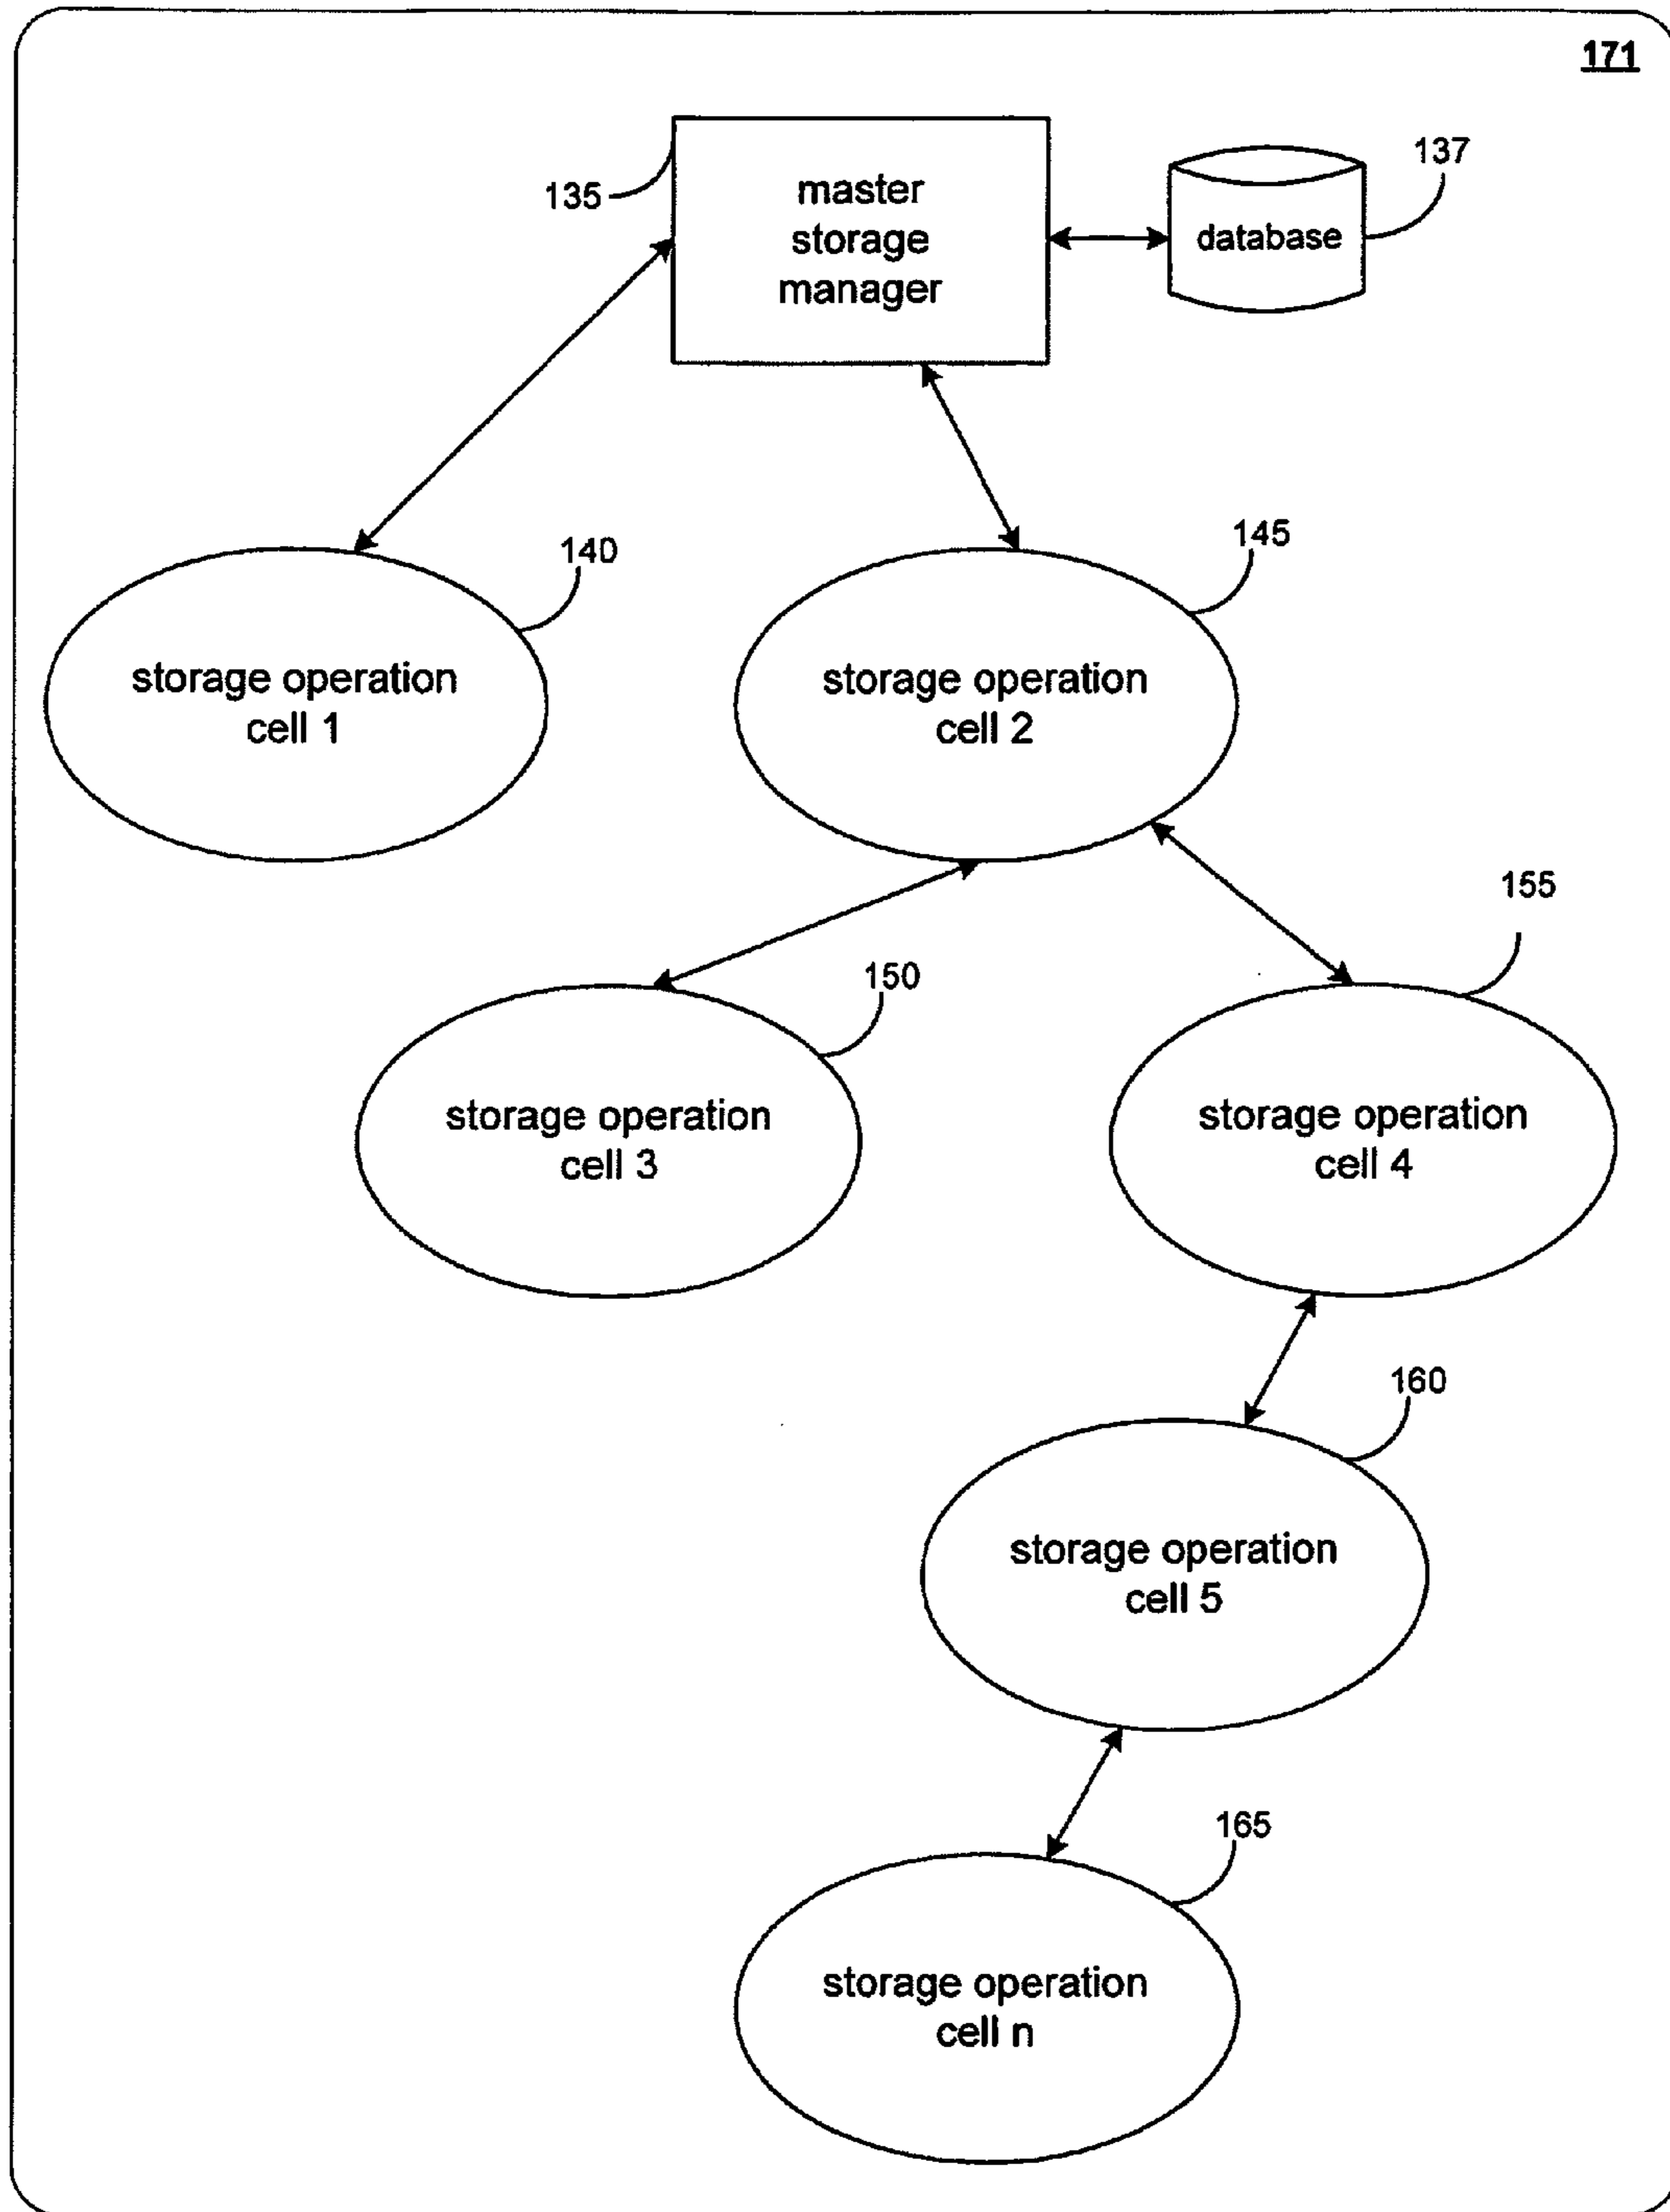 171
135
master
storage
manager
database
137
140
145
storage operation
cell 1
storage operation
cell 2
150
155
storage operation
cell 3
storage operation
cell 4
160
storage operation
cell 5
165
storage operation
cell n